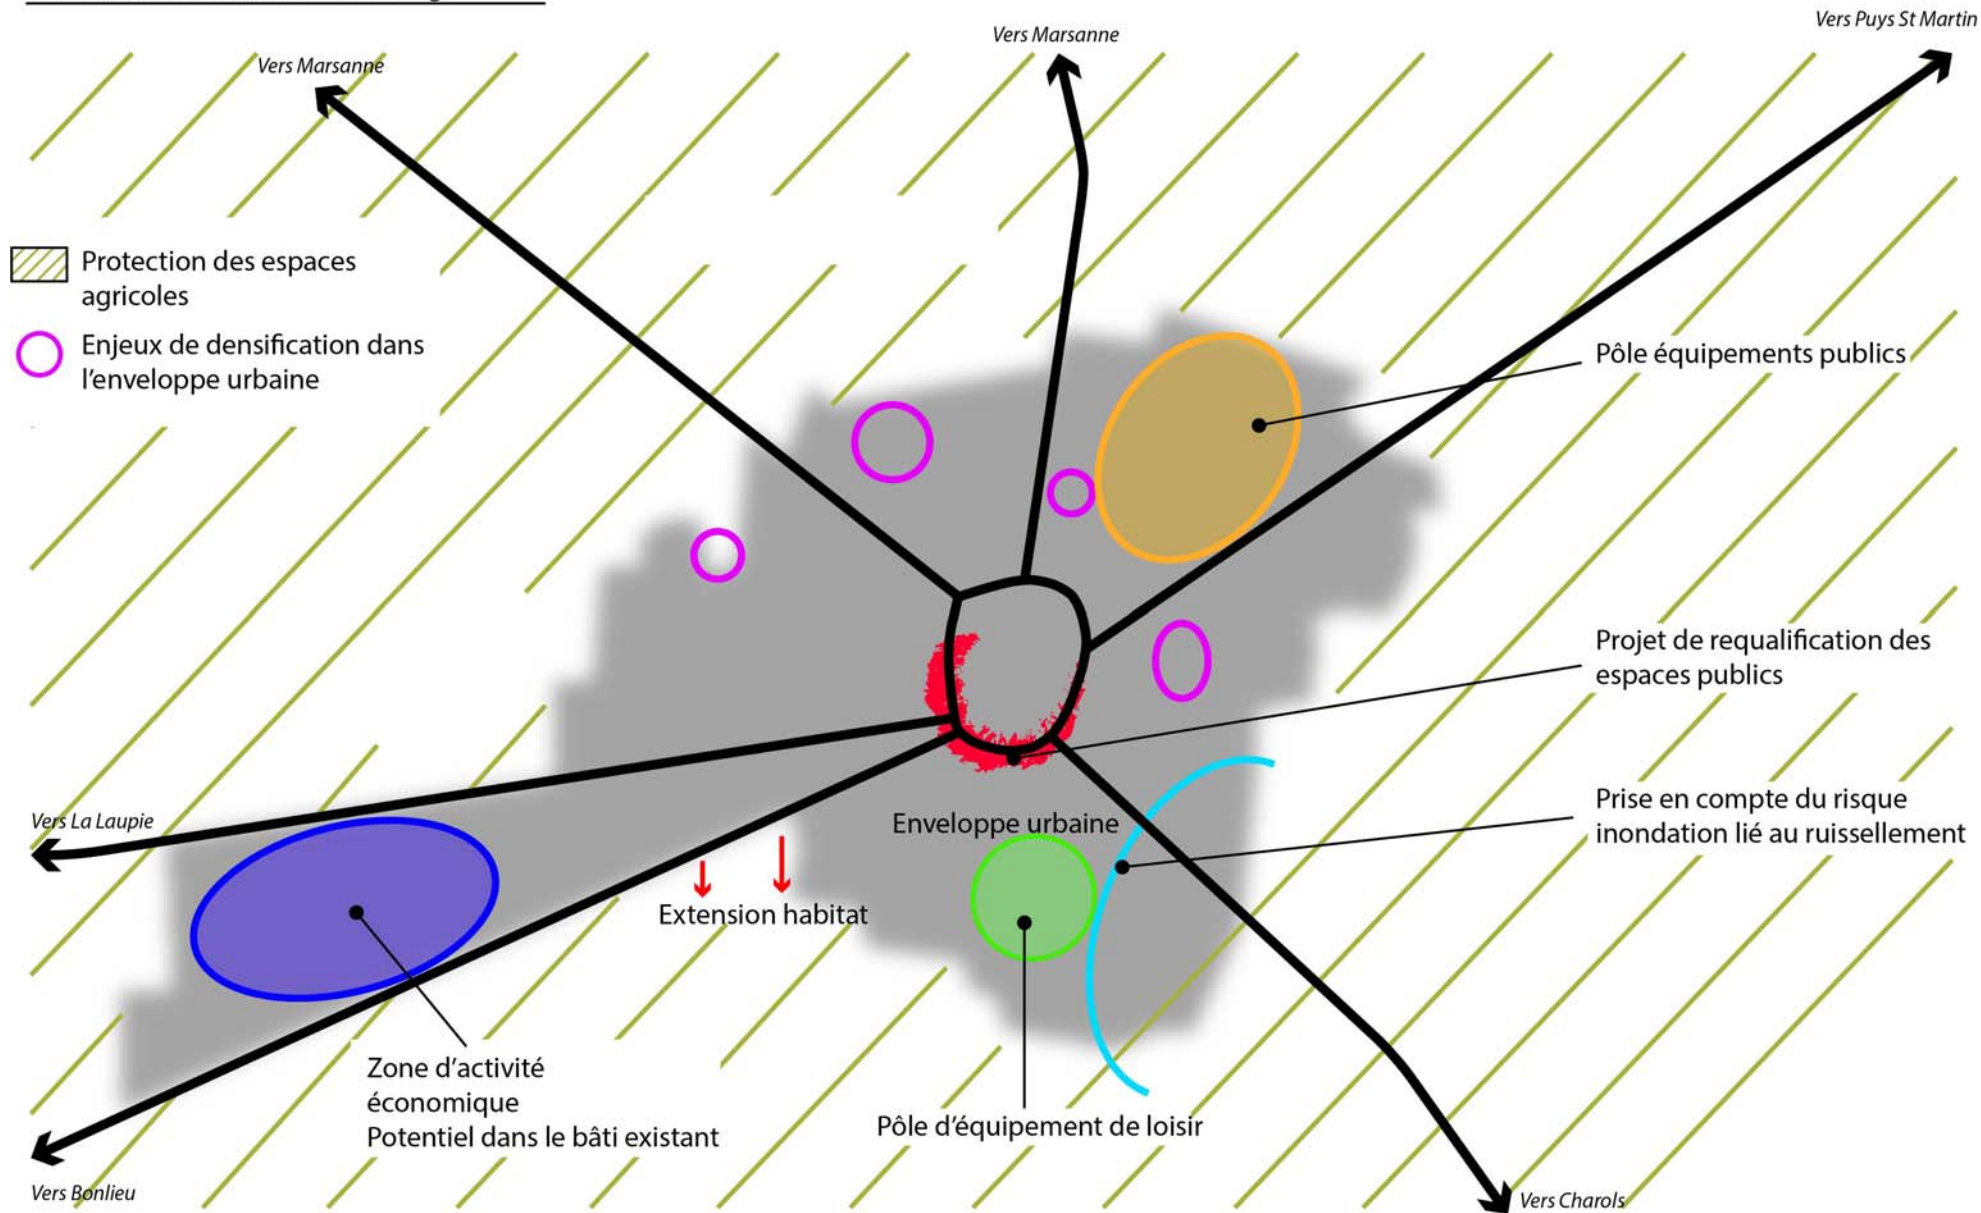 Vers Puys St Martin
Vers Marsanne
Vers Marsanne
Protection des espaces
agricoles
Enjeux de densification dans
l'enveloppe urbaine
Pôle équipements publics
Projet de requalification des
espaces publics
Prise en compte du risque
inondation lié au ruissellement
Vers La Laupie
Enveloppe urbaine
Extension habitat
Zone d'activité
économique
Potentiel dans le bâti existant
Pôle d'équipement de loisir
Vers Bonlieu
Vers Charols